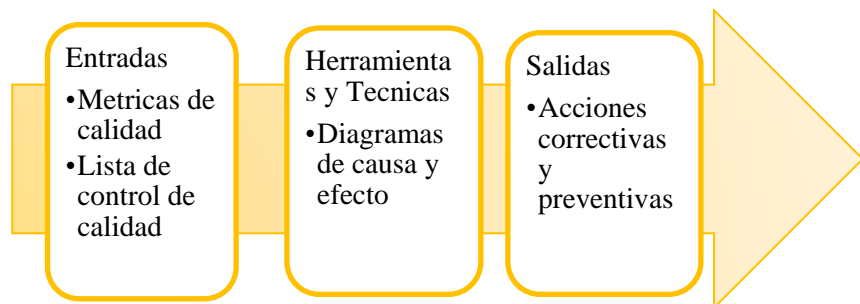 Entradas
•Metricas de
calidad
•Lista de
control de
calidad
Herramienta
s y Tecnicas
•Diagramas
de causa y
efecto
Salidas
•Acciones
correctivas
y
preventivas